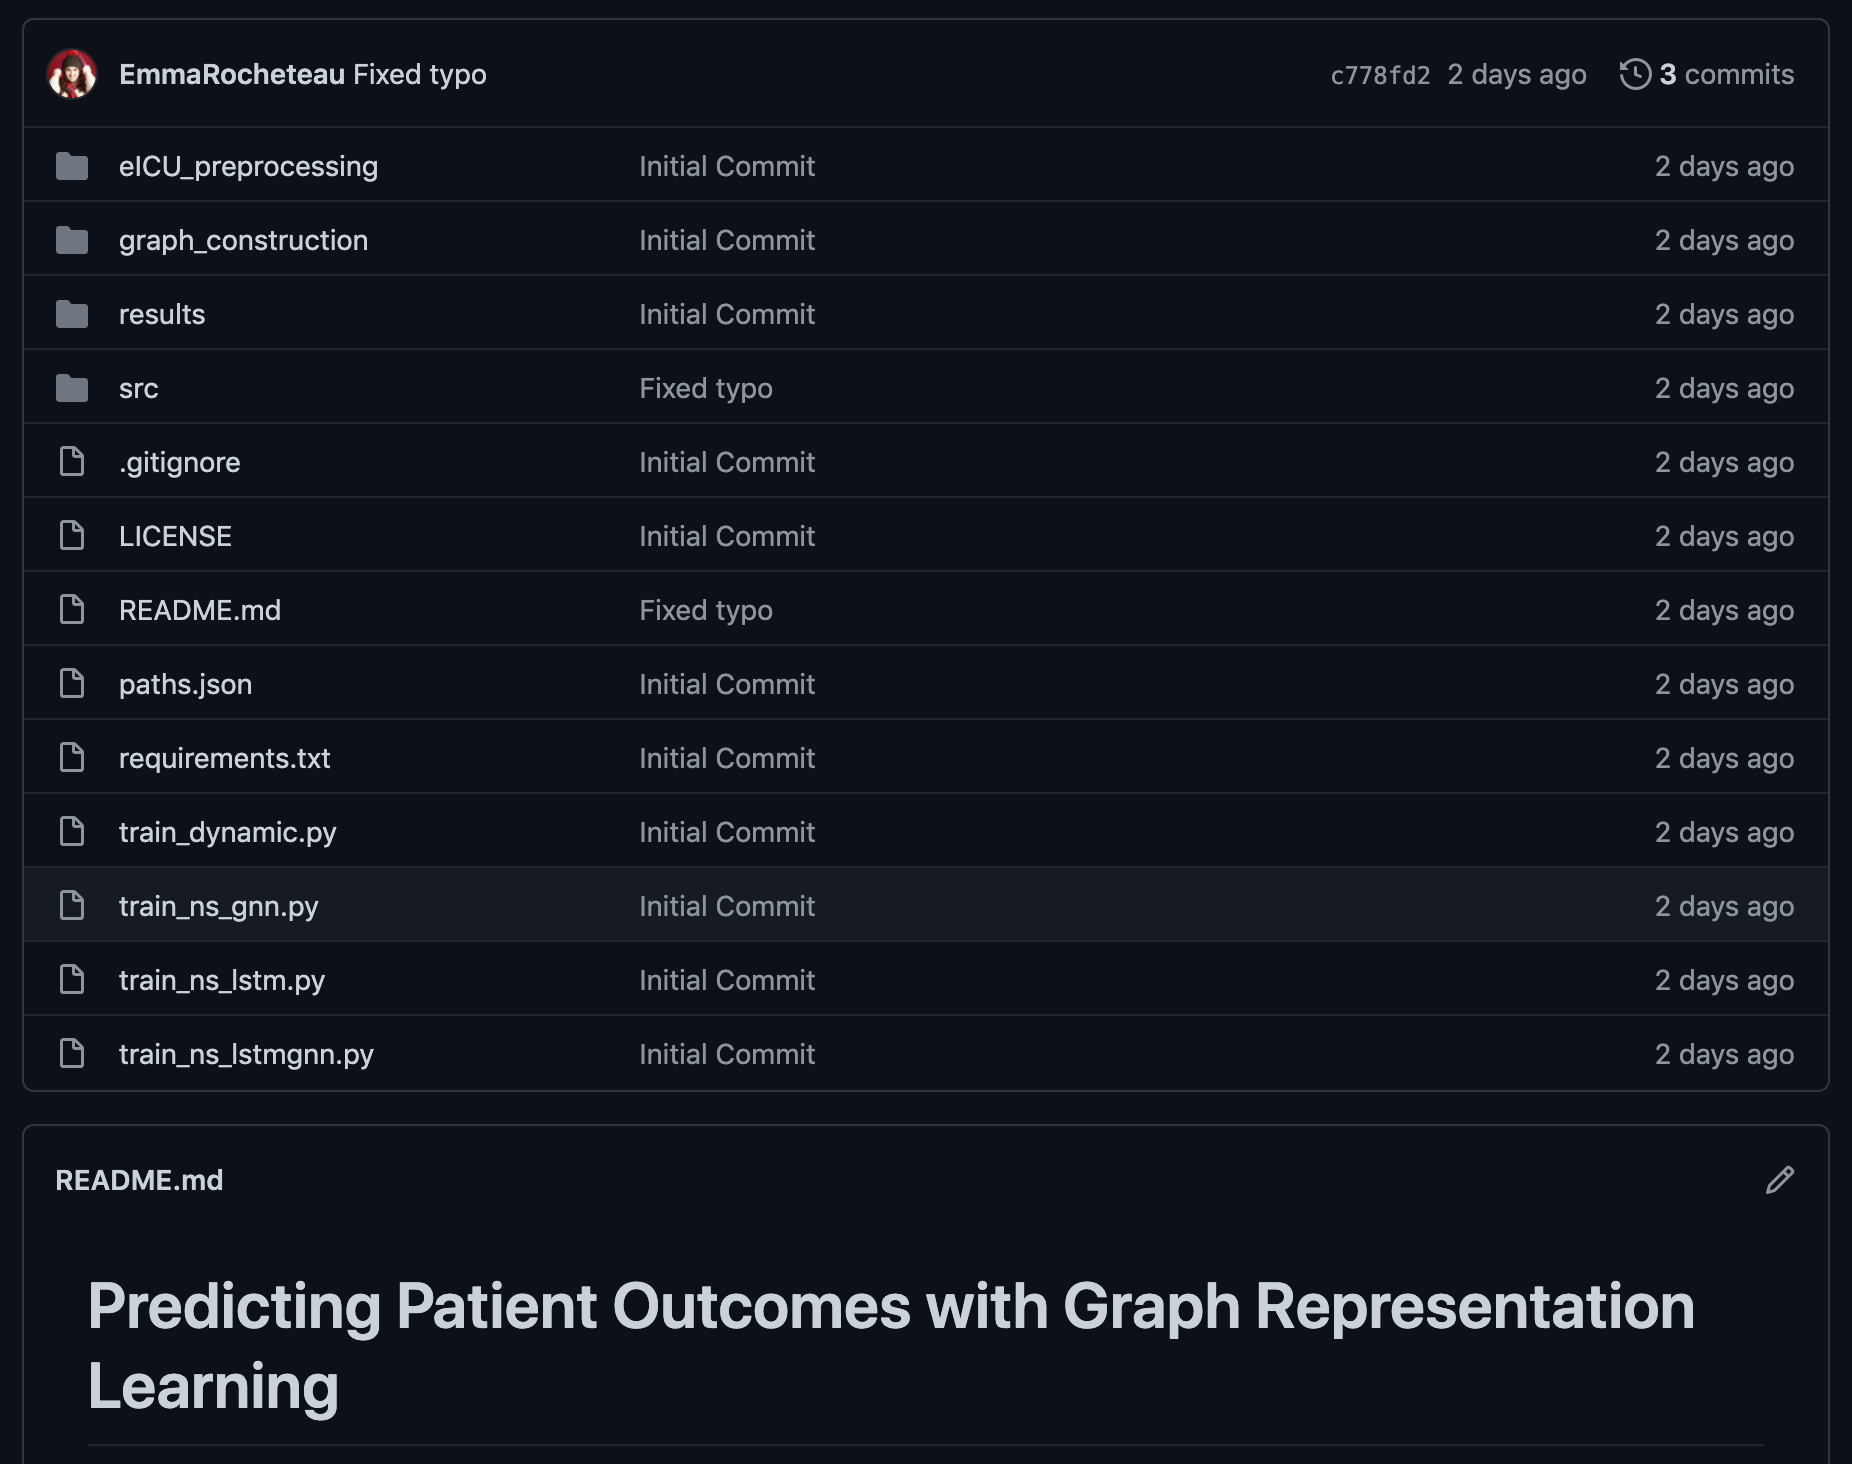 EmmaRocheteau Fixed typo c778fd2 2 days ago 3 commits
eICU_preprocessing Initial Commit 2 days ago
graph_construction Initial Commit 2 days ago
results Initial Commit 2 days ago
src Fixed typo 2 days ago
.gitignore Initial Commit 2 days ago
LICENSE Initial Commit 2 days ago
README.md Fixed typo 2 days ago
paths.json Initial Commit 2 days ago
requirements.txt Initial Commit 2 days ago
train_dynamic.py Initial Commit 2 days ago
train_ns_gnn.py Initial Commit 2 days ago
train_ns_lstm.py Initial Commit 2 days ago
train_ns_lstmgnn.py Initial Commit 2 days ago
README.md
Predicting Patient Outcomes with Graph Representation
Learning